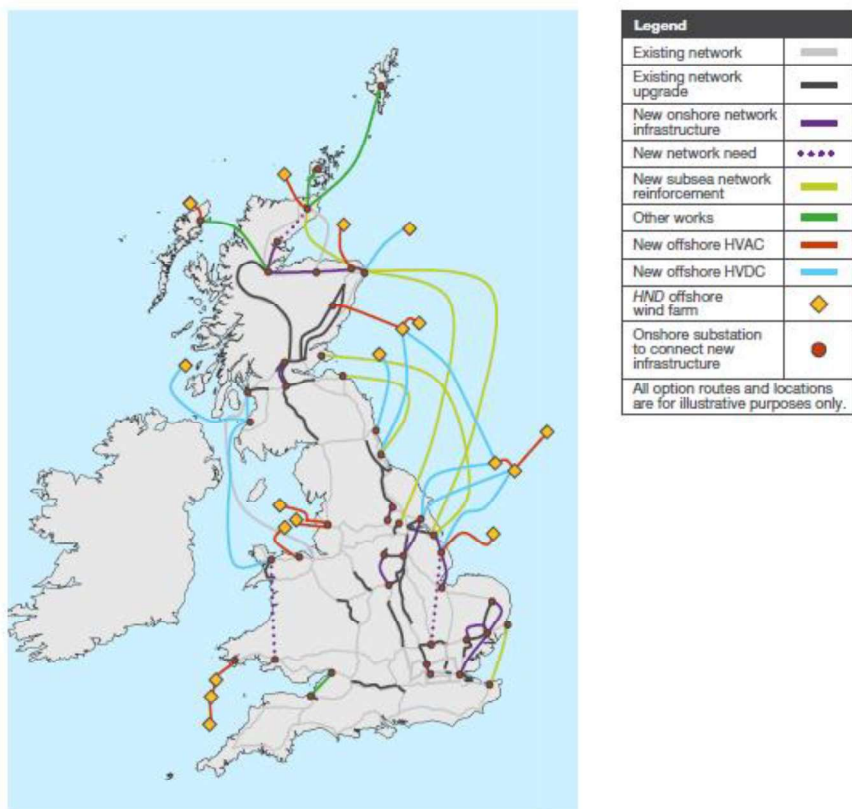 Legend
Existing network
Existing network
upgrade
New onshore network
infrastructure
New network need
New subsea network
reinforcement
Other works
New offshore HVAC
New offshore HVDC
HND offshore
wind farm
Onshore substation
to connect new
infrastructure
All option routes and locations
are for illustrative purposes only.